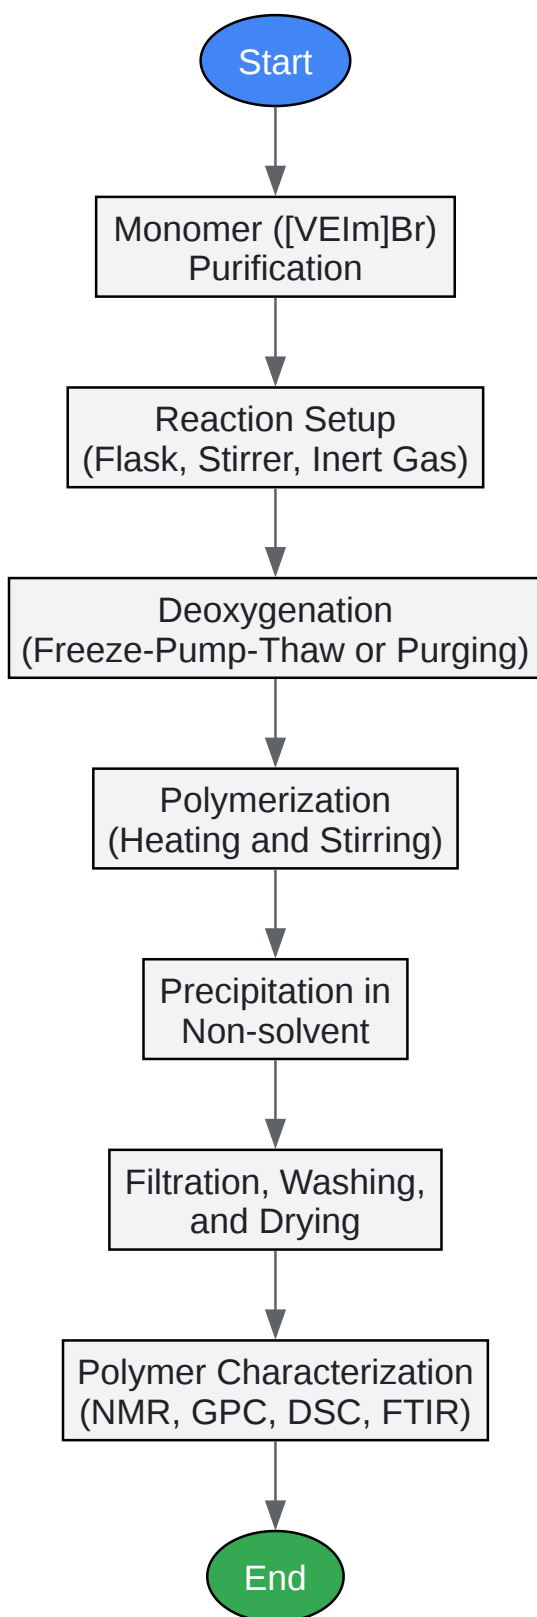 Start
Monomer ([VEIm]Br)
Purification
Reaction Setup
(Flask, Stirrer, Inert Gas)
Deoxygenation
(Freeze-Pump-Thaw or Purging)
Polymerization
(Heating and Stirring)
Precipitation in
Non-solvent
Filtration, Washing,
and Drying
Polymer Characterization
(NMR, GPC, DSC, FTIR)
End